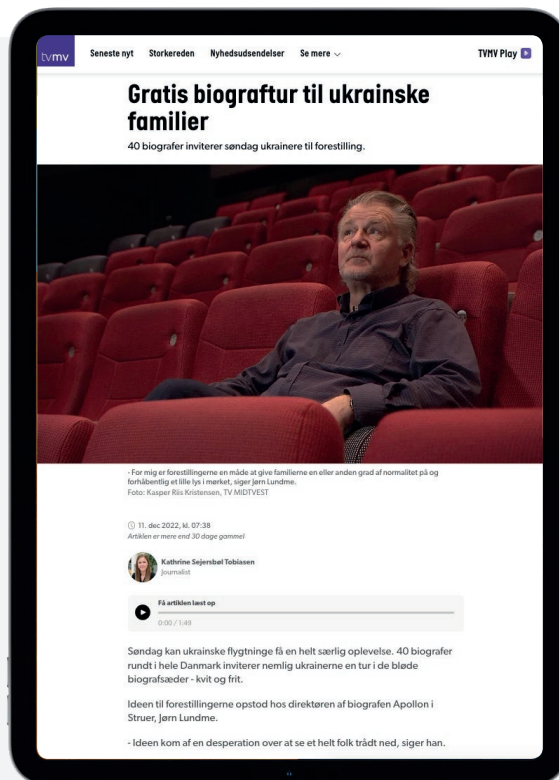 tvmv
Seneste nyt Storkereden Nyhedsudsendelser Se mere TVMV Play
Gratis biograftur til ukrainske
familier
40 biografer inviterer søndag ukrainere til forestilling.
- For mig er forestillingerne en måde at give familierne en eller anden grad af normalitet på og
forhåbentlig et lille lys i mørket, siger Jørn Lundme.
Foto: Kasper Riis Kristensen, TV MIDTVEST
11. dec 2022, kl. 07:38
Artiklen er mere end 30 dage gammel
Kathrine Sejersbøl Tobiasen
Journalist
Få artiklen læst op
0:00 / 1:49
Søndag kan ukrainske flygtninge få en helt særlig oplevelse. 40 biografer
rundt i hele Danmark inviterer nemlig ukrainerne en tur i de bløde
biografsæder - kvit og frit.
Ideen til forestillingerne opstod hos direktøren af biografen Apollon i
Struer, Jørn Lundme.
- Ideen kom af en desperation over at se et helt folk trådt ned, siger han.